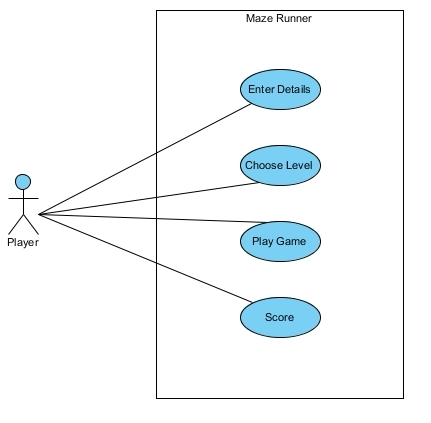 Maze Runner
Enter Details
Choose Level
Player
Play Game
Score